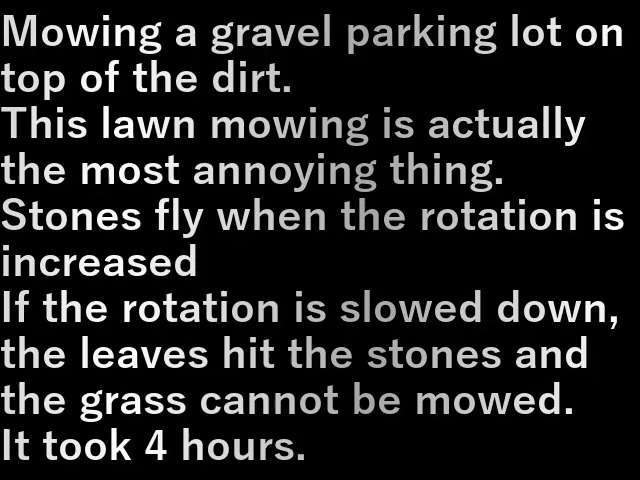 Mowing a gravel parking lot on
top of the dirt.
This lawn mowing is actually
the most annoying thing.
Stones fly when the rotation is
increased
If the rotation is slowed down,
the leaves hit the stones and
the grass cannot be mowed.
It took 4 hours.